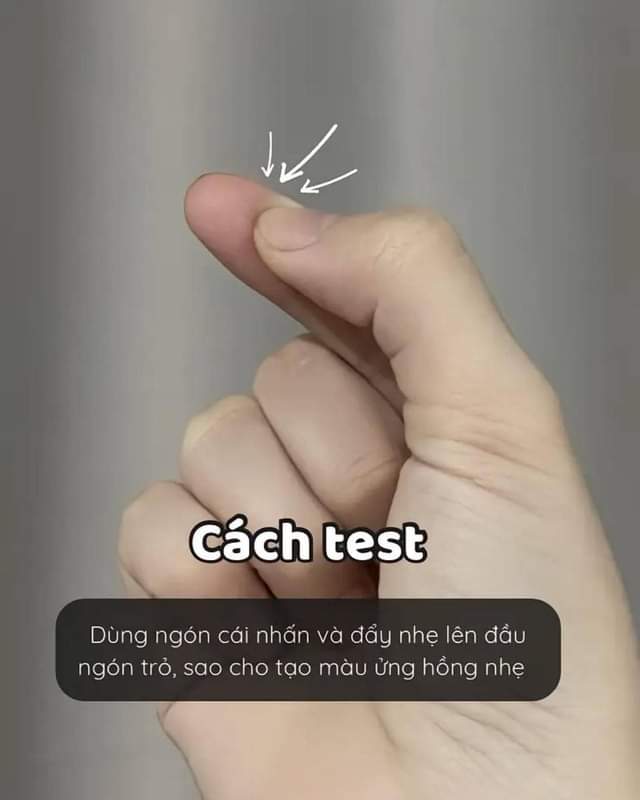 Cách test
Dùng ngón cái nhấn và đẩy nhẹ lên đầu
ngón trỏ, sao cho tạo màu ửng hồng nhẹ